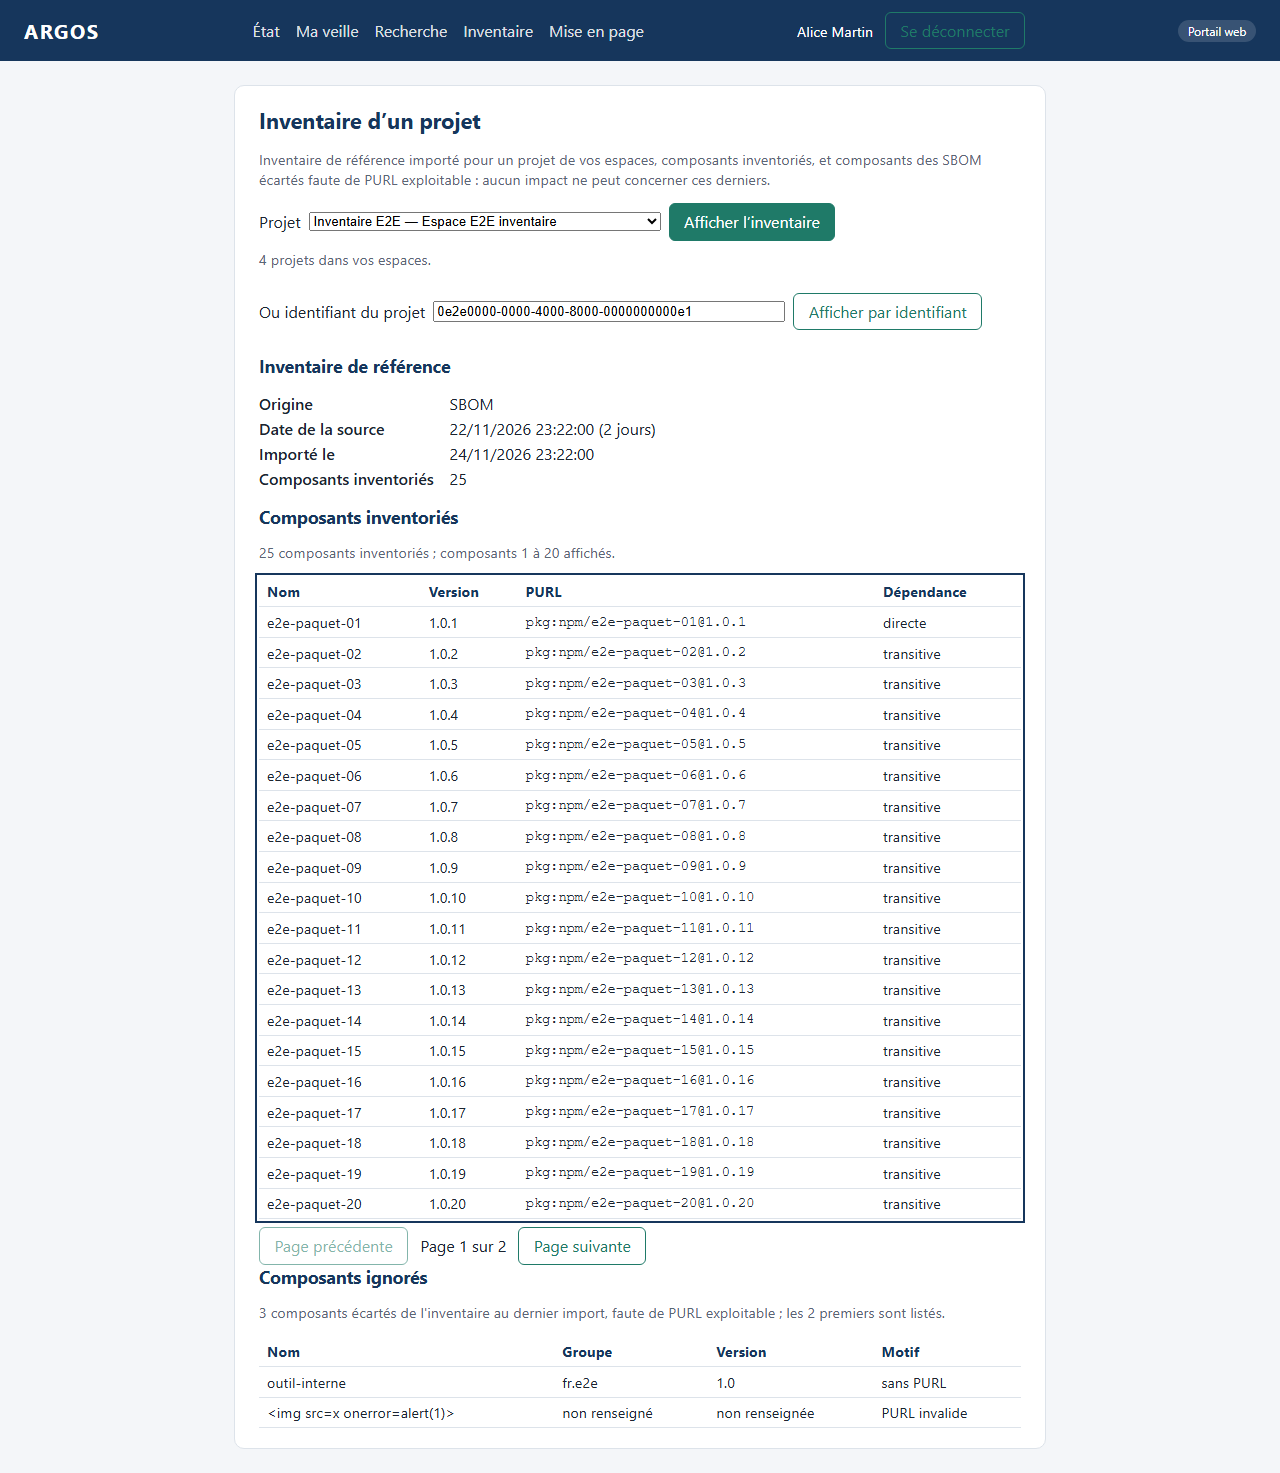 ARGOS
État Ma veille Recherche Inventaire Mise en page
Alice Martin Se déconnecter
Portail web
Inventaire d’un projet
Inventaire de référence importé pour un projet de vos espaces, composants inventoriés, et composants des SBOM
écartés faute de PURL exploitable : aucun impact ne peut concerner ces derniers.
Projet Inventaire E2E — Espace E2E inventaire Afficher l’inventaire
4 projets dans vos espaces.
Ou identifiant du projet 0e2e0000-0000-4000-8000-0000000000e1 Afficher par identifiant
Inventaire de référence
Origine SBOM
Date de la source 22/11/2026 23:22:00 (2 jours)
Importé le 24/11/2026 23:22:00
Composants inventoriés 25
Composants inventoriés
25 composants inventoriés ; composants 1 à 20 affichés.
Nom Version PURL Dépendance
e2e-paquet-01 1.0.1 pkg:npm/e2e-paquet-01@1.0.1 directe
e2e-paquet-02 1.0.2 pkg:npm/e2e-paquet-02@1.0.2 transitive
e2e-paquet-03 1.0.3 pkg:npm/e2e-paquet-03@1.0.3 transitive
e2e-paquet-04 1.0.4 pkg:npm/e2e-paquet-04@1.0.4 transitive
e2e-paquet-05 1.0.5 pkg:npm/e2e-paquet-05@1.0.5 transitive
e2e-paquet-06 1.0.6 pkg:npm/e2e-paquet-06@1.0.6 transitive
e2e-paquet-07 1.0.7 pkg:npm/e2e-paquet-07@1.0.7 transitive
e2e-paquet-08 1.0.8 pkg:npm/e2e-paquet-08@1.0.8 transitive
e2e-paquet-09 1.0.9 pkg:npm/e2e-paquet-09@1.0.9 transitive
e2e-paquet-10 1.0.10 pkg:npm/e2e-paquet-10@1.0.10 transitive
e2e-paquet-11 1.0.11 pkg:npm/e2e-paquet-11@1.0.11 transitive
e2e-paquet-12 1.0.12 pkg:npm/e2e-paquet-12@1.0.12 transitive
e2e-paquet-13 1.0.13 pkg:npm/e2e-paquet-13@1.0.13 transitive
e2e-paquet-14 1.0.14 pkg:npm/e2e-paquet-14@1.0.14 transitive
e2e-paquet-15 1.0.15 pkg:npm/e2e-paquet-15@1.0.15 transitive
e2e-paquet-16 1.0.16 pkg:npm/e2e-paquet-16@1.0.16 transitive
e2e-paquet-17 1.0.17 pkg:npm/e2e-paquet-17@1.0.17 transitive
e2e-paquet-18 1.0.18 pkg:npm/e2e-paquet-18@1.0.18 transitive
e2e-paquet-19 1.0.19 pkg:npm/e2e-paquet-19@1.0.19 transitive
e2e-paquet-20 1.0.20 pkg:npm/e2e-paquet-20@1.0.20 transitive
Page précédente Page 1 sur 2 Page suivante
Composants ignorés
3 composants écartés de l’inventaire au dernier import, faute de PURL exploitable ; les 2 premiers sont listés.
Nom Groupe Version Motif
outil-interne fr.e2e 1.0 sans PURL
&lt;img src=x onerror=alert(1)&gt; non renseigné non renseignée PURL invalide